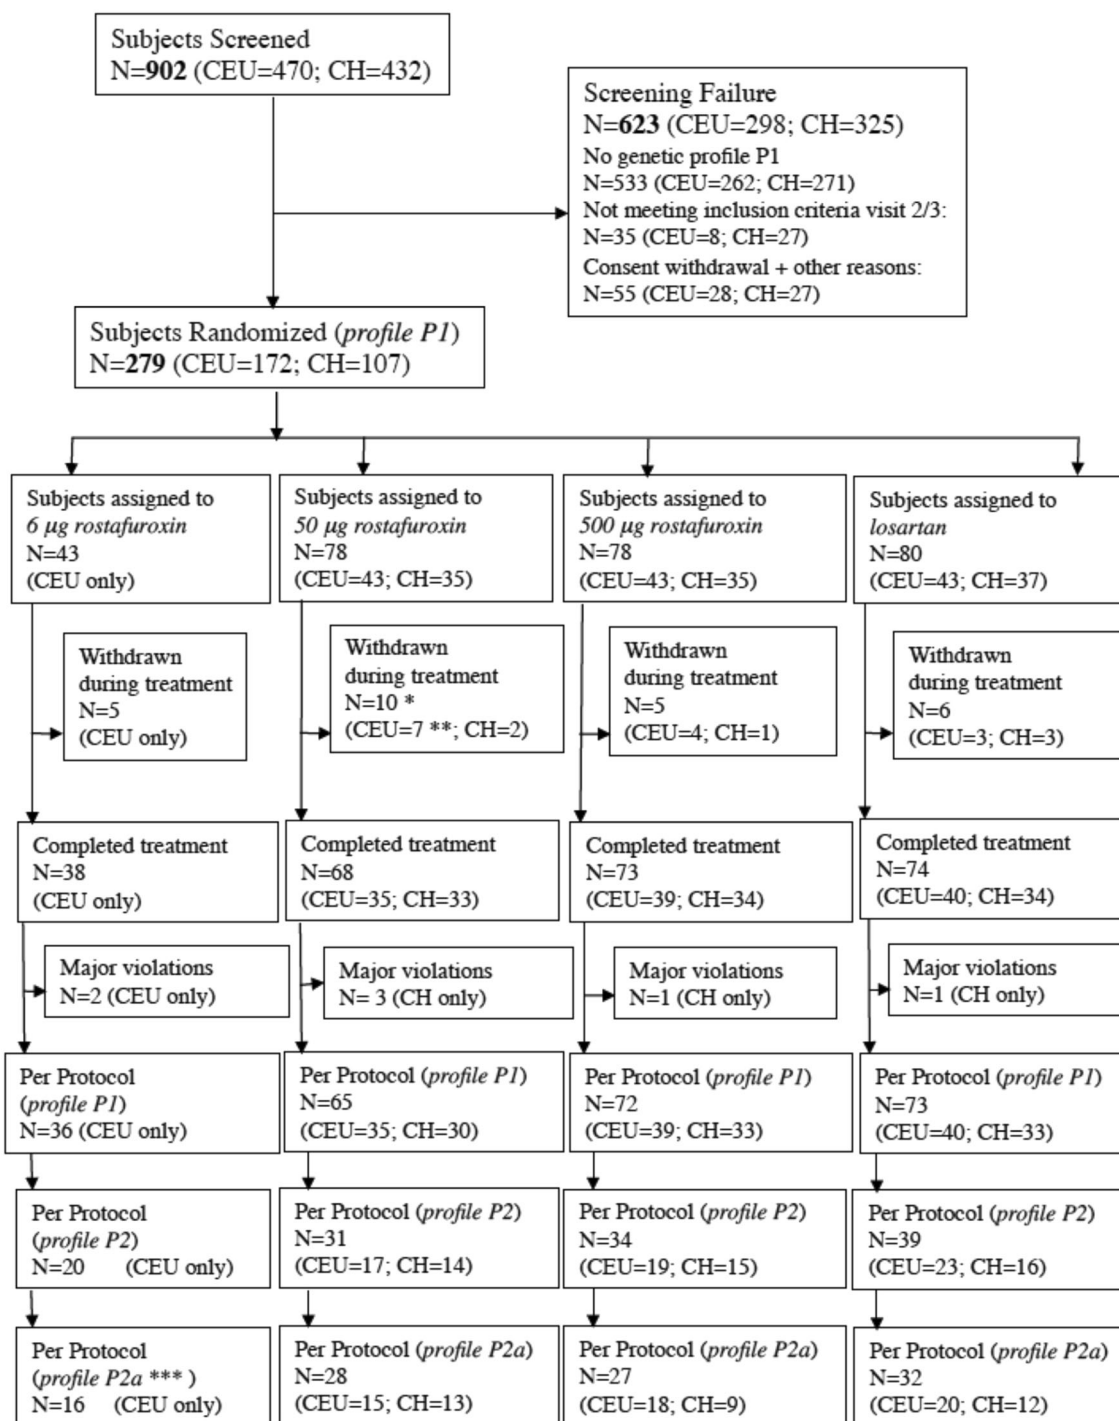 Subjects Screened
N=902 (CEU=470; CH=432)
Screening Failure
N=623 (CEU=298; CH=325)
No genetic profile P1
N=533 (CEU=262; CH=271)
Not meeting inclusion criteria visit 2/3:
N=35 (CEU=8; CH=27)
Consent withdrawal + other reasons:
N=55 (CEU=28; CH=27)
Subjects Randomized (profile P1)
N=279 (CEU=172; CH=107)
Subjects assigned to
6 µg rostafuroxin
N=43
(CEU only)
Subjects assigned to
50 µg rostafuroxin
N=78
(CEU=43; CH=35)
Subjects assigned to
500 µg rostafuroxin
N=78
(CEU=43; CH=35)
Subjects assigned to
losartan
N=80
(CEU=43; CH=37)
Withdrawn
during treatment
N=5
(CEU only)
Withdrawn
during treatment
N=10 *
(CEU=7 **; CH=2)
Withdrawn
during treatment
N=5
(CEU=4; CH=1)
Withdrawn
during treatment
N=6
(CEU=3; CH=3)
Completed treatment
N=38
(CEU only)
Completed treatment
N=68
(CEU=35; CH=33)
Completed treatment
N=73
(CEU=39; CH=34)
Completed treatment
N=74
(CEU=40; CH=34)
Major violations
N=2 (CEU only)
Major violations
N= 3 (CH only)
Major violations
N=1 (CH only)
Major violations
N=1 (CH only)
Per Protocol
(profile P1)
N=36 (CEU only)
Per Protocol (profile P1)
N=65
(CEU=35; CH=30)
Per Protocol (profile P1)
N=72
(CEU=39; CH=33)
Per Protocol (profile P1)
N=73
(CEU=40; CH=33)
Per Protocol
(profile P2)
N=20 (CEU only)
Per Protocol (profile P2)
N=31
(CEU=17; CH=14)
Per Protocol (profile P2)
N=34
(CEU=19; CH=15)
Per Protocol (profile P2)
N=39
(CEU=23; CH=16)
Per Protocol
(profile P2a *** )
N=16 (CEU only)
Per Protocol (profile P2a)
N=28
(CEU=15; CH=13)
Per Protocol (profile P2a)
N=27
(CEU=18; CH=9)
Per Protocol (profile P2a)
N=32
(CEU=20; CH=12)